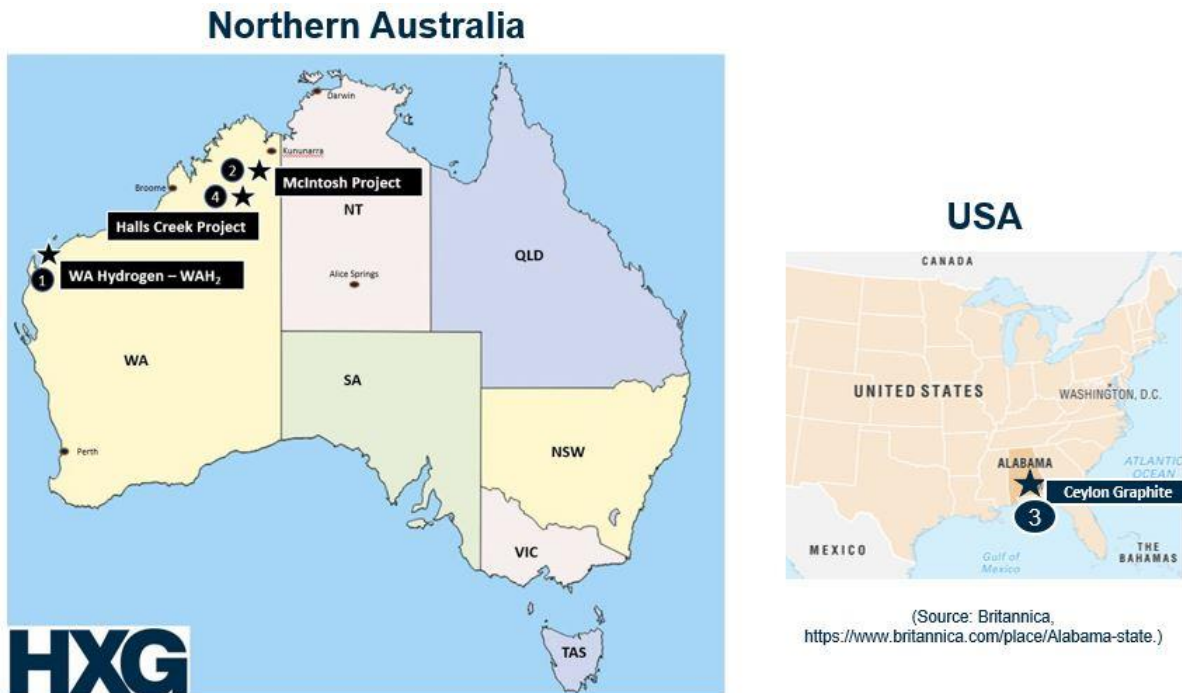 Northern Australia
Darwin
Kununarra
2
McIntosh Project
Broome
4
Halls Creek Project
NT
QLD
1
WA Hydrogen – WAH₂
Alice Springs
WA
SA
Perth
NSW
VIC
TAS
HXG
USA
CANADA
UNITED STATES
WASHINGTON, D.C.
ALABAMA
ATLANTIC
OCEAN
Ceylon Graphite
3
MEXICO
Gulf of
Mexico
THE
BAHAMAS
(Source: Britannica,
https://www.britannica.com/place/Alabama-state.)